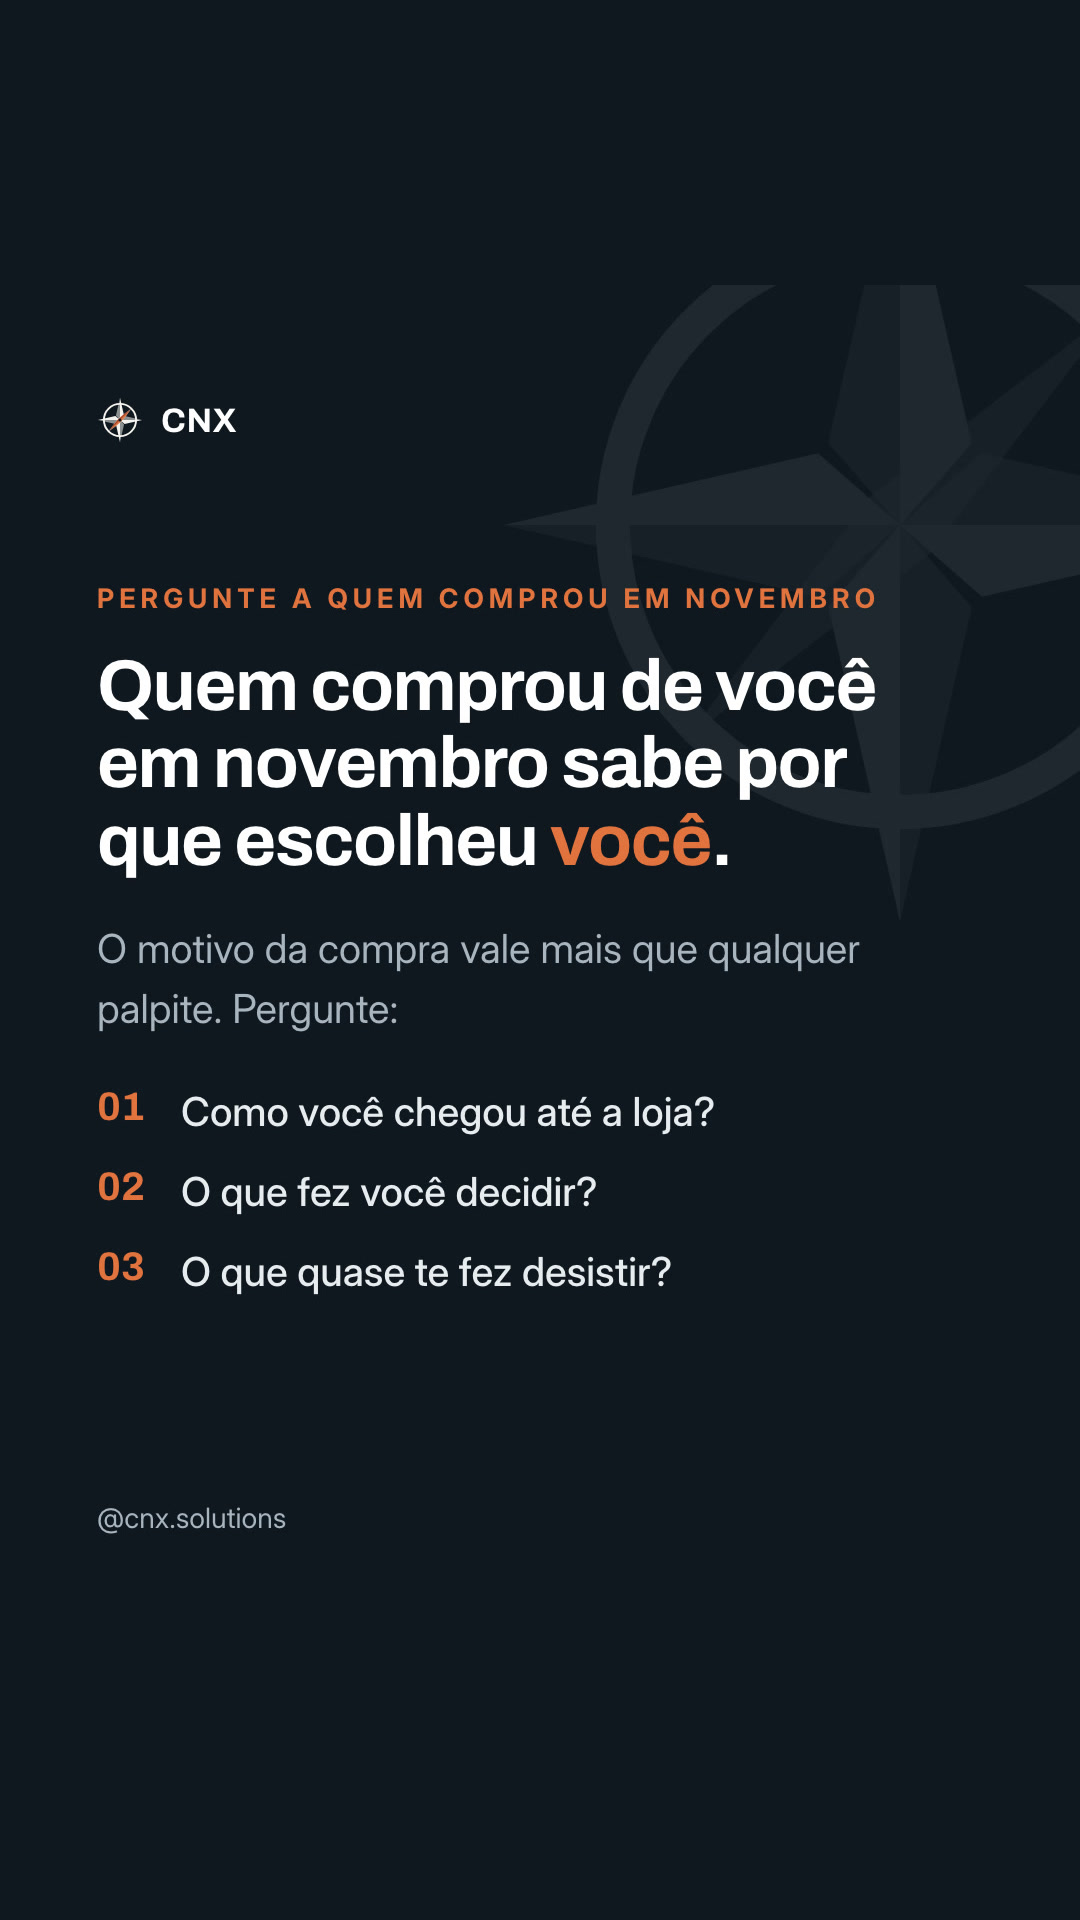 CNX
PERGUNTE A QUEM COMPROU EM NOVEMBRO
Quem comprou de você
em novembro sabe por
que escolheu você.
O motivo da compra vale mais que qualquer
palpite. Pergunte:
01 Como você chegou até a loja?
02 O que fez você decidir?
03 O que quase te fez desistir?
@cnx.solutions